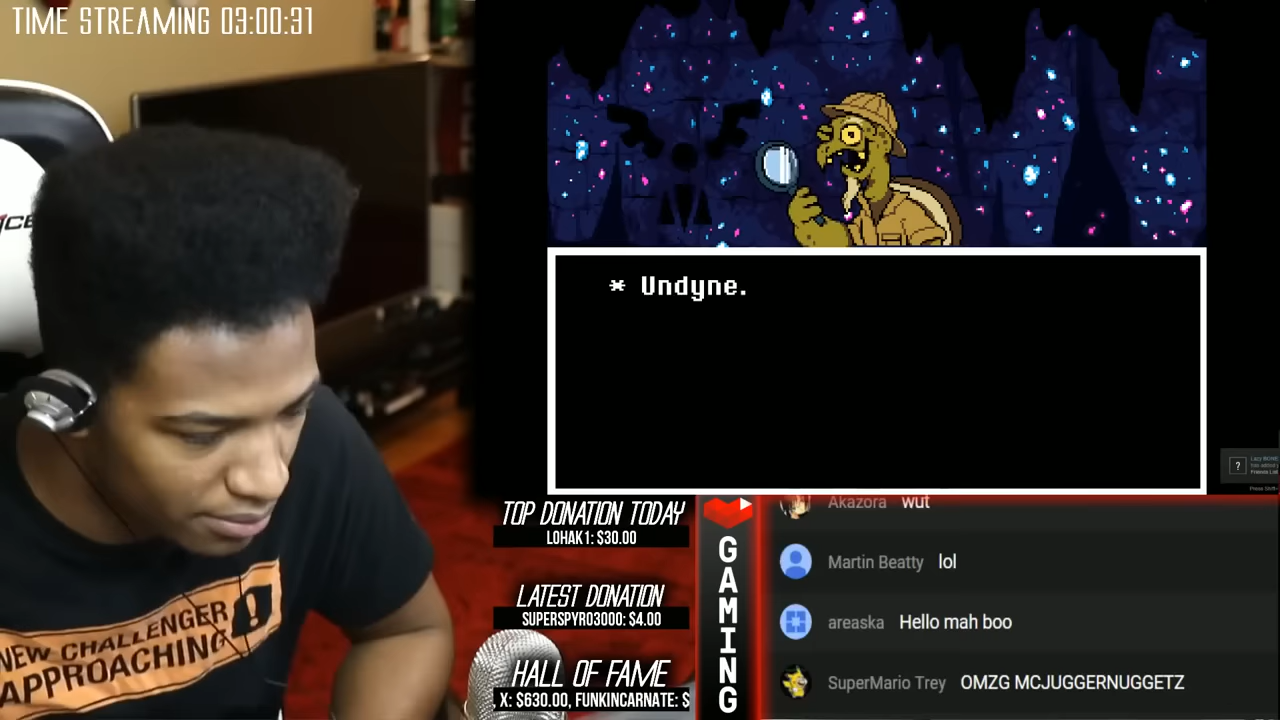 TIME STREAMING 03:00:31
* Undyne.
NEW CHALLENGER
APPROACHING
!
TOP DONATION TODAY
LOHAK1: $30.00
LATEST DONATION
SUPERSPYRO3000: $4.00
HALL OF FAME
X: $630.00, FUNKINCARNATE: $
GAMING
Akazora wut
Martin Beatty lol
areaska Hello mah boo
SuperMario Trey OMZG MCJUGGERNUGGETZ
?